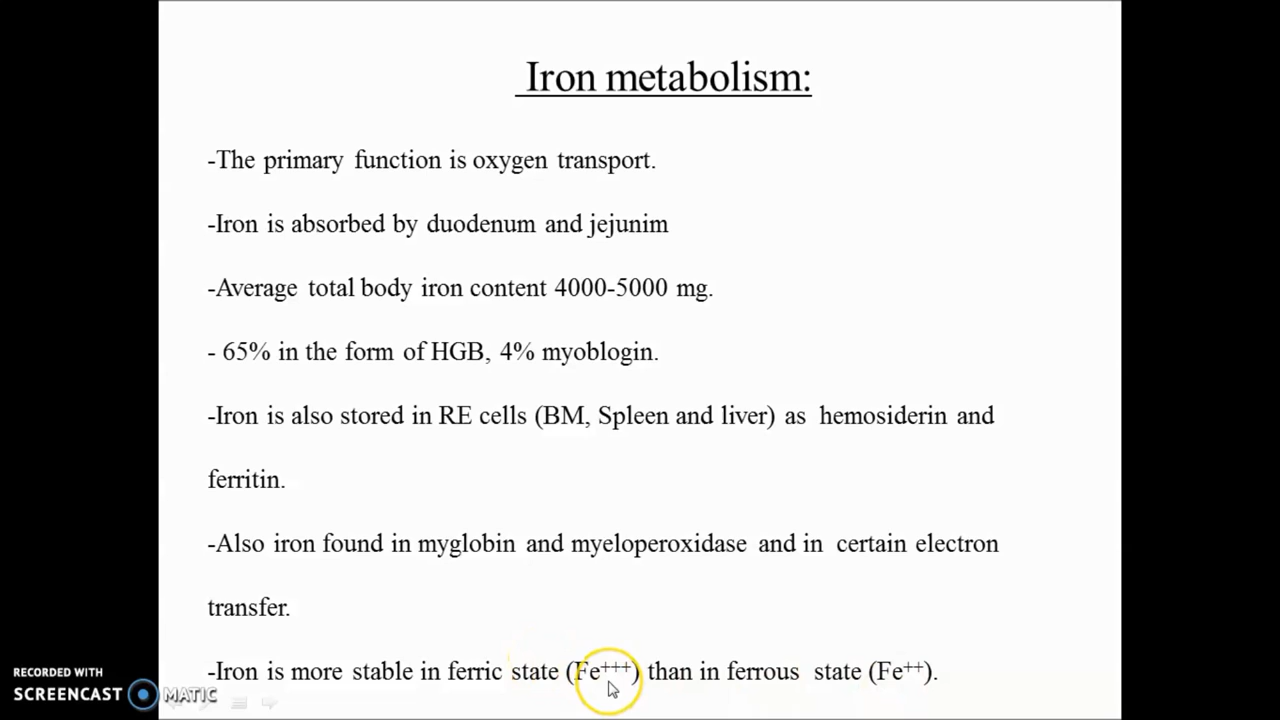 Iron metabolism:
-The primary function is oxygen transport.
-Iron is absorbed by duodenum and jejunim
-Average total body iron content 4000-5000 mg.
- 65% in the form of HGB, 4% myoblogin.
-Iron is also stored in RE cells (BM, Spleen and liver) as hemosiderin and
ferritin.
-Also iron found in myglobin and myeloperoxidase and in certain electron
transfer.
-Iron is more stable in ferric state (Fe⁺⁺⁺) than in ferrous state (Fe⁺⁺).
RECORDED WITH
SCREENCAST MATIC